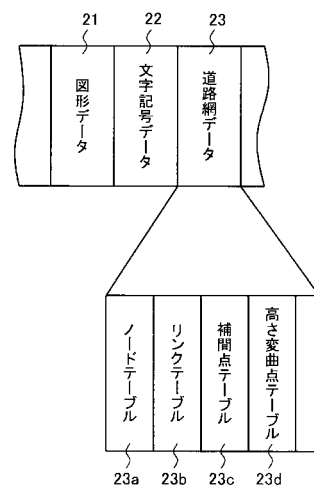 21 22 23
図形データ
文字記号データ
道路網データ
ノードテーブル
リンクテーブル
補間点テーブル
高さ変曲点テーブル
23a 23b 23c 23d